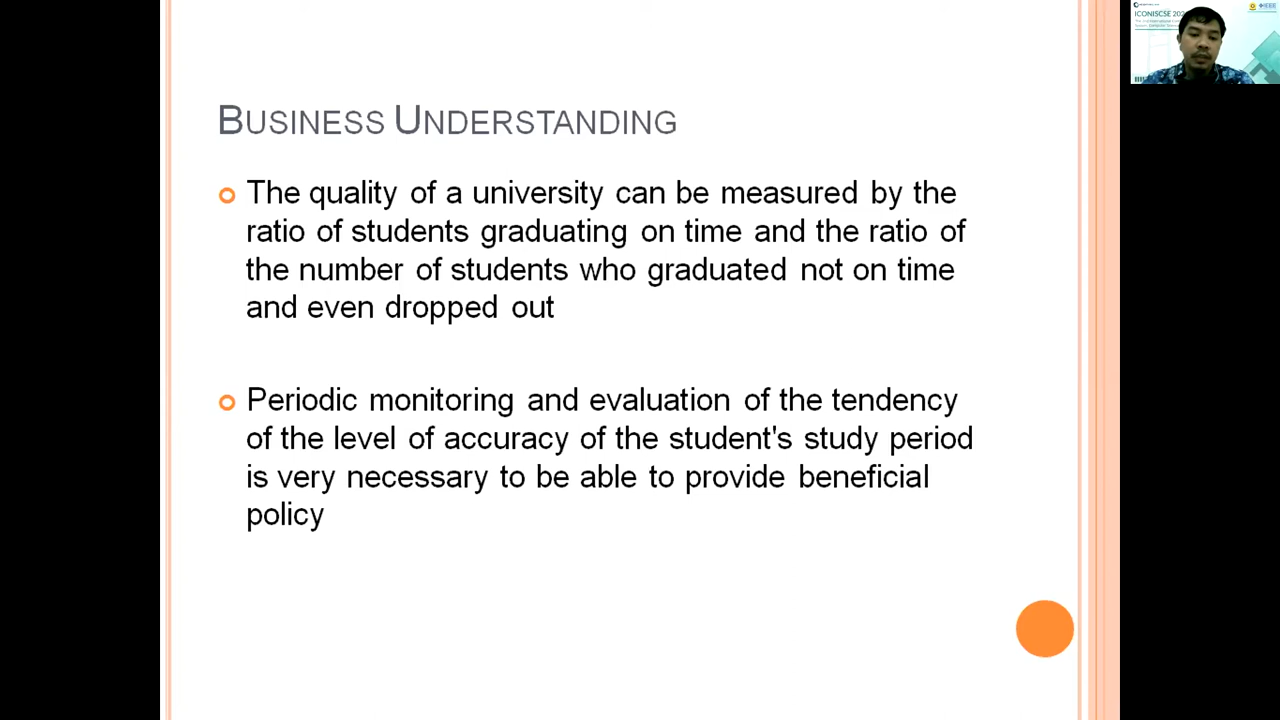 BUSINESS UNDERSTANDING
The quality of a university can be measured by the
ratio of students graduating on time and the ratio of
the number of students who graduated not on time
and even dropped out
Periodic monitoring and evaluation of the tendency
of the level of accuracy of the student's study period
is very necessary to be able to provide beneficial
policy
ICONISCSE
IEEE